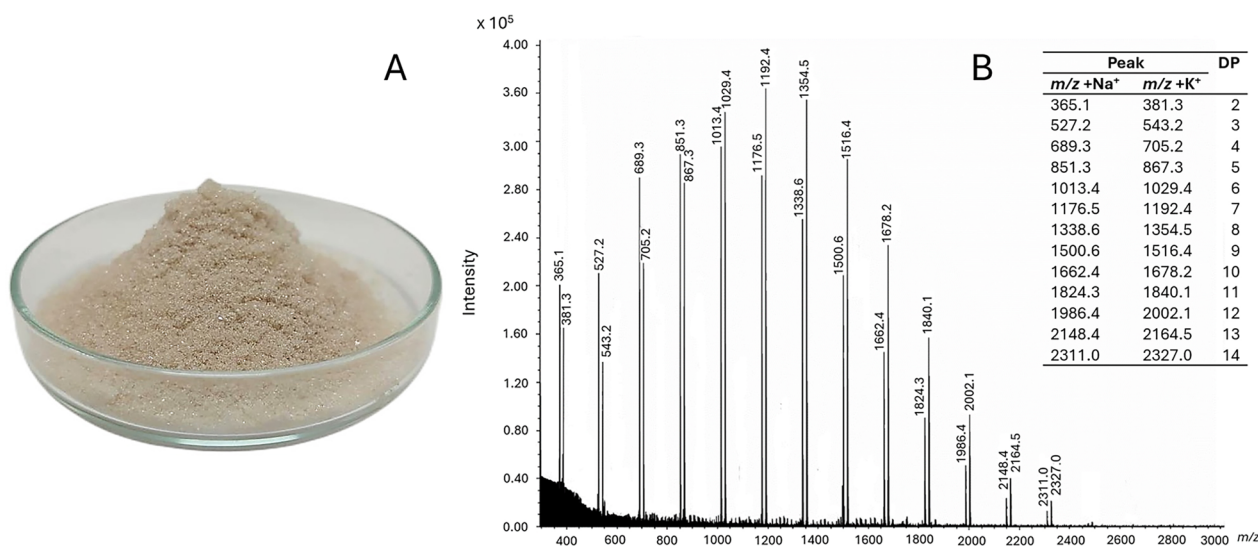 A
B
x 10⁵
4.00
3.60
3.00
2.80
2.40
2.00
1.60
1.20
0.80
0.40
0.00
Intensity
365.1
381.3
527.2
543.2
689.3
705.2
851.3
867.3
1013.4
1029.4
1176.5
1192.4
1338.6
1354.5
1500.6
1516.4
1662.4
1678.2
1824.3
1840.1
1986.4
2002.1
2148.4
2164.5
2311.0
2327.0
400 600 800 1000 1200 1400 1600 1800 2000 2200 2400 2600 2800 3000 m/z
Peak DP
m/z +Na⁺ m/z +K⁺
365.1 381.3 2
527.2 543.2 3
689.3 705.2 4
851.3 867.3 5
1013.4 1029.4 6
1176.5 1192.4 7
1338.6 1354.5 8
1500.6 1516.4 9
1662.4 1678.2 10
1824.3 1840.1 11
1986.4 2002.1 12
2148.4 2164.5 13
2311.0 2327.0 14